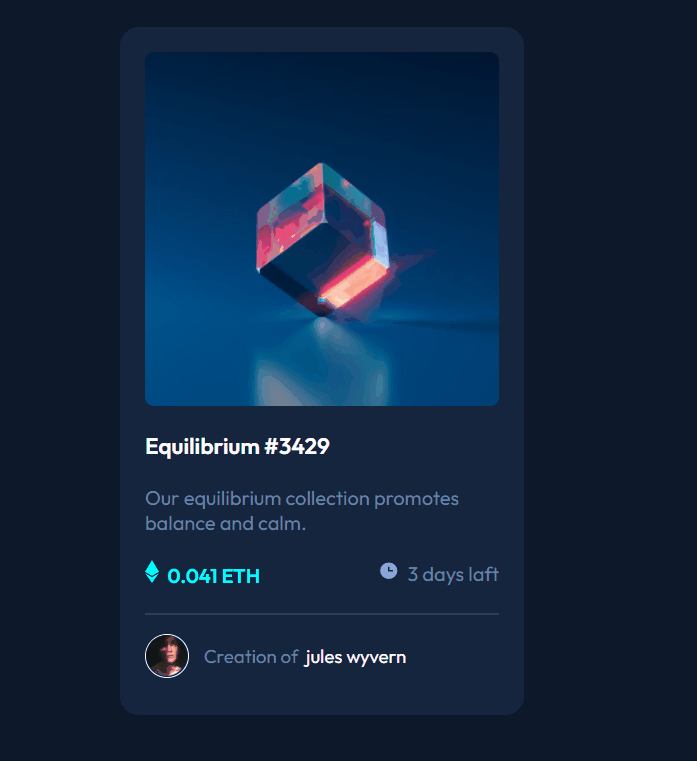 Equilibrium #3429
Our equilibrium collection promotes
balance and calm.
0.041 ETH
3 days laft
Creation of jules wyvern